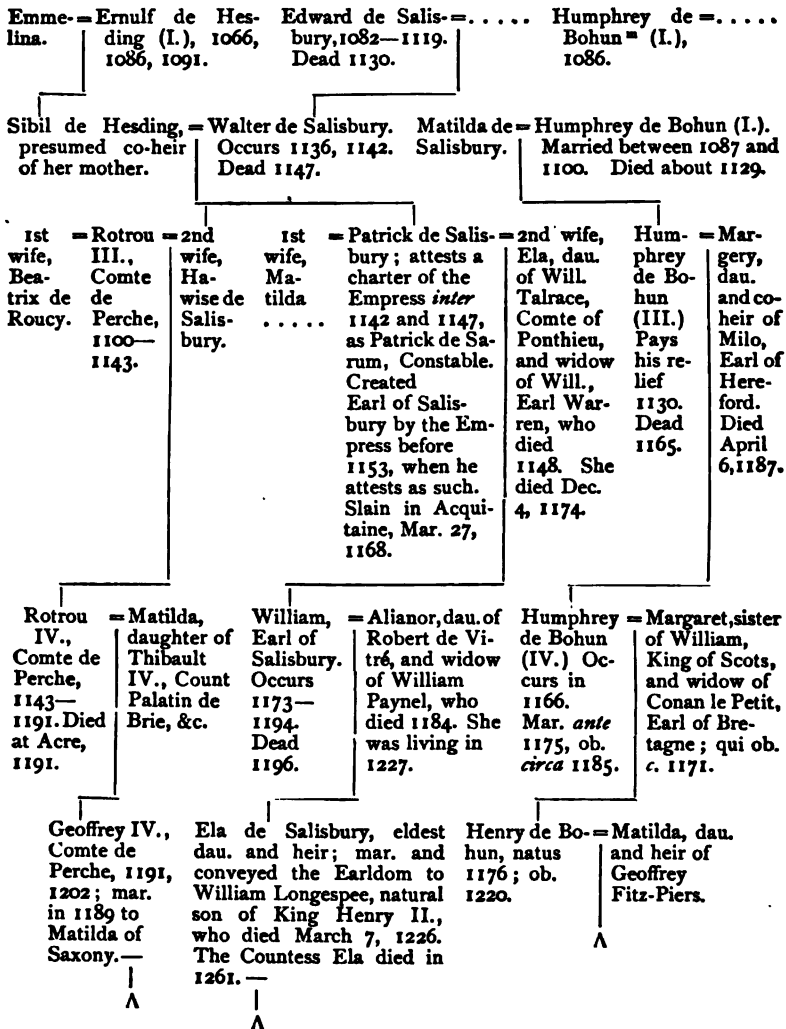 Emme-
lina.
= Ernulf de Hes-
ding (I.), 1066,
1086, 1091.
Edward de Salis- = . . . . .
bury, 1082—1119.
Dead 1130.
Humphrey de = . . . . .
Bohun = (I.),
1086.
Sibil de Hesding,
presumed co-heir
of her mother.
= Walter de Salisbury.
Occurs 1136, 1142.
Dead 1147.
Matilda de
Salisbury.
= Humphrey de Bohun (I.).
Married between 1087 and
1100. Died about 1129.
1st
wife,
Bea-
trix de
Roucy.
= Rotrou
III.,
Comte
de
Perche,
1100—
1143.
= 2nd
wife,
Ha-
wise de
Salis-
bury.
1st
wife,
Ma-
tilda
. . . . .
= Patrick de Salis-
bury ; attests a
charter of the
Empress inter
1142 and 1147,
as Patrick de Sa-
rum, Constable.
Created
Earl of Salis-
bury by the Em-
press before
1153, when he
attests as such.
Slain in Acqui-
taine, Mar. 27,
1168.
= 2nd wife,
Ela, dau.
of Will.
Talrace,
Comte of
Ponthieu,
and widow
of Will.,
Earl War-
ren, who
died
1148. She
died Dec.
4, 1174.
Hum-
phrey
de Bo-
hun
(III.)
Pays
his re-
lief
1130.
Dead
1165.
= Mar-
gery,
dau.
and co-
heir of
Milo,
Earl of
Here-
ford.
Died
April
6, 1187.
Rotrou
IV.,
Comte de
Perche,
1143—
1191. Died
at Acre,
1191.
= Matilda,
daughter of
Thibault
IV., Count
Palatin de
Brie, &c.
William,
Earl of
Salisbury.
Occurs
1173—
1194.
Dead
1196.
= Alianor, dau. of
Robert de Vi-
tré, and widow
of William
Paynel, who
died 1184. She
was living in
1227.
Humphrey
de Bohun
(IV.) Oc-
curs in
1166.
Mar. ante
1175, ob.
circa 1185.
= Margaret, sister
of William,
King of Scots,
and widow of
Conan le Petit,
Earl of Bre-
tagne ; qui ob.
c. 1171.
Geoffrey IV.,
Comte de
Perche, 1191,
1202 ; mar.
in 1189 to
Matilda of
Saxony.—
Ela de Salisbury, eldest
dau. and heir; mar. and
conveyed the Earldom to
William Longespee, natural
son of King Henry II.,
who died March 7, 1226.
The Countess Ela died in
1261. —
Henry de Bo-
hun, natus
1176 ; ob.
1220.
= Matilda, dau.
and heir of
Geoffrey
Fitz-Piers.